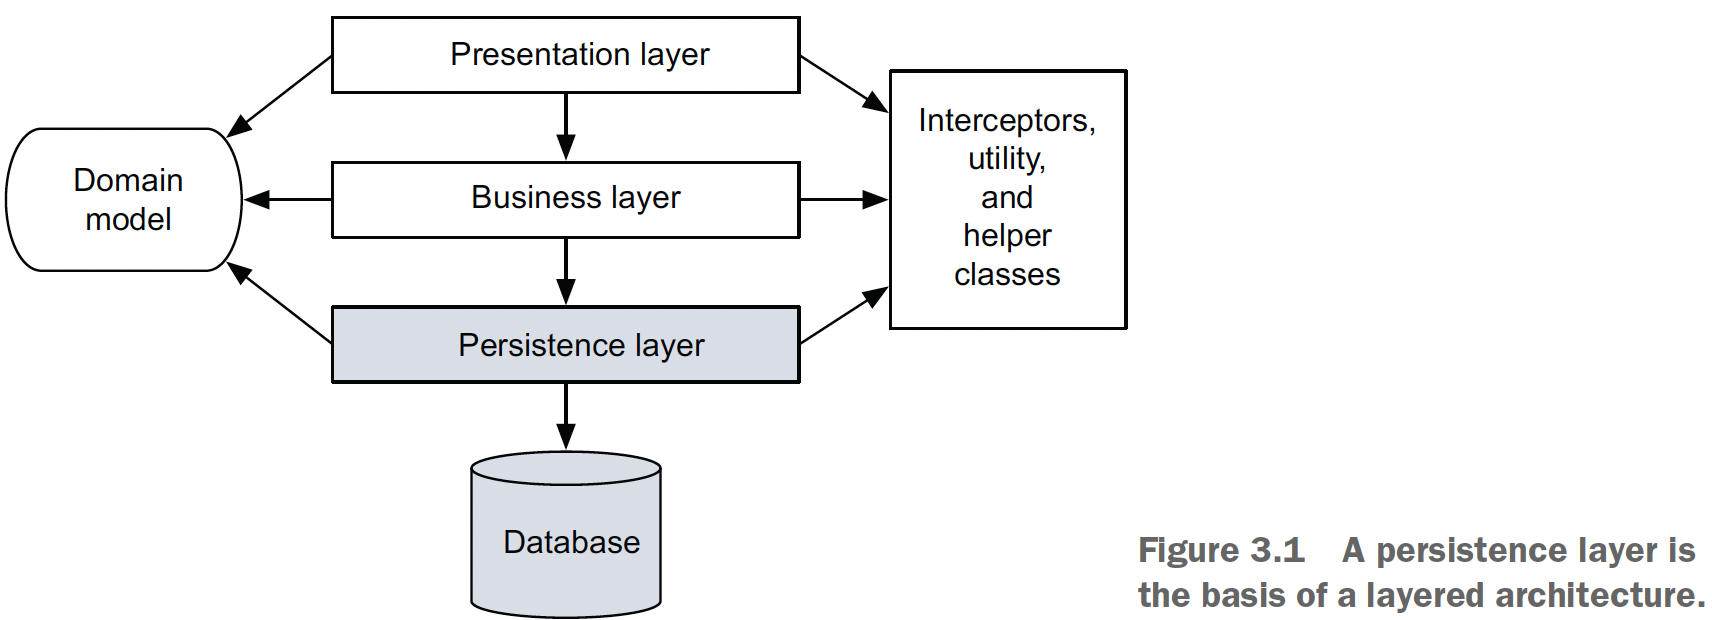 Presentation layer
Interceptors,
utility,
and
helper
classes
Domain
model
Business layer
Persistence layer
Database
Figure 3.1 A persistence layer is
the basis of a layered architecture.